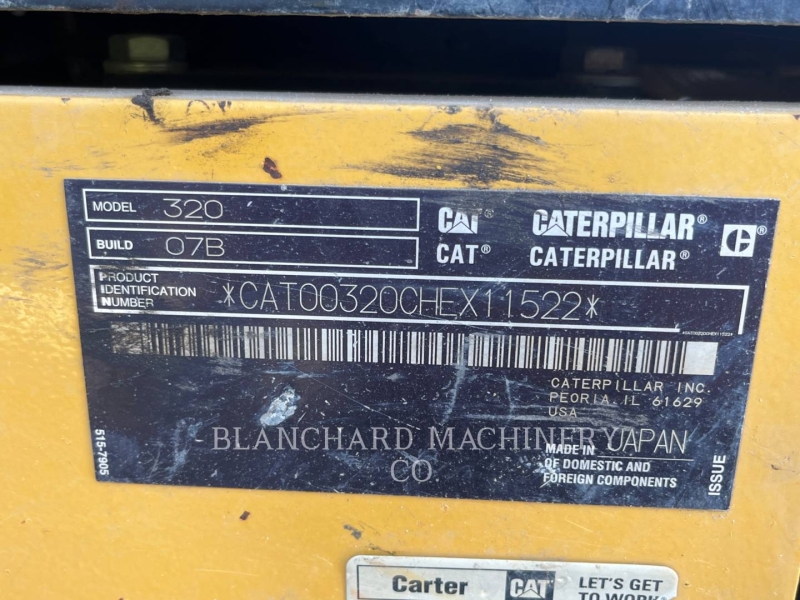 MODEL 320
BUILD 07B
CAT® CATERPILLAR®
CAT® CATERPILLAR®
C®
PRODUCT
IDENTIFICATION
NUMBER
*CAT00320CHEX11522*
CATERPILLAR INC.
PEORIA, IL 61629
USA
515-7905
BLANCHARD MACHINERY
CO
MADE IN JAPAN
OF DOMESTIC AND
FOREIGN COMPONENTS
ISSUE
Carter CAT LET'S GET
TO WORK